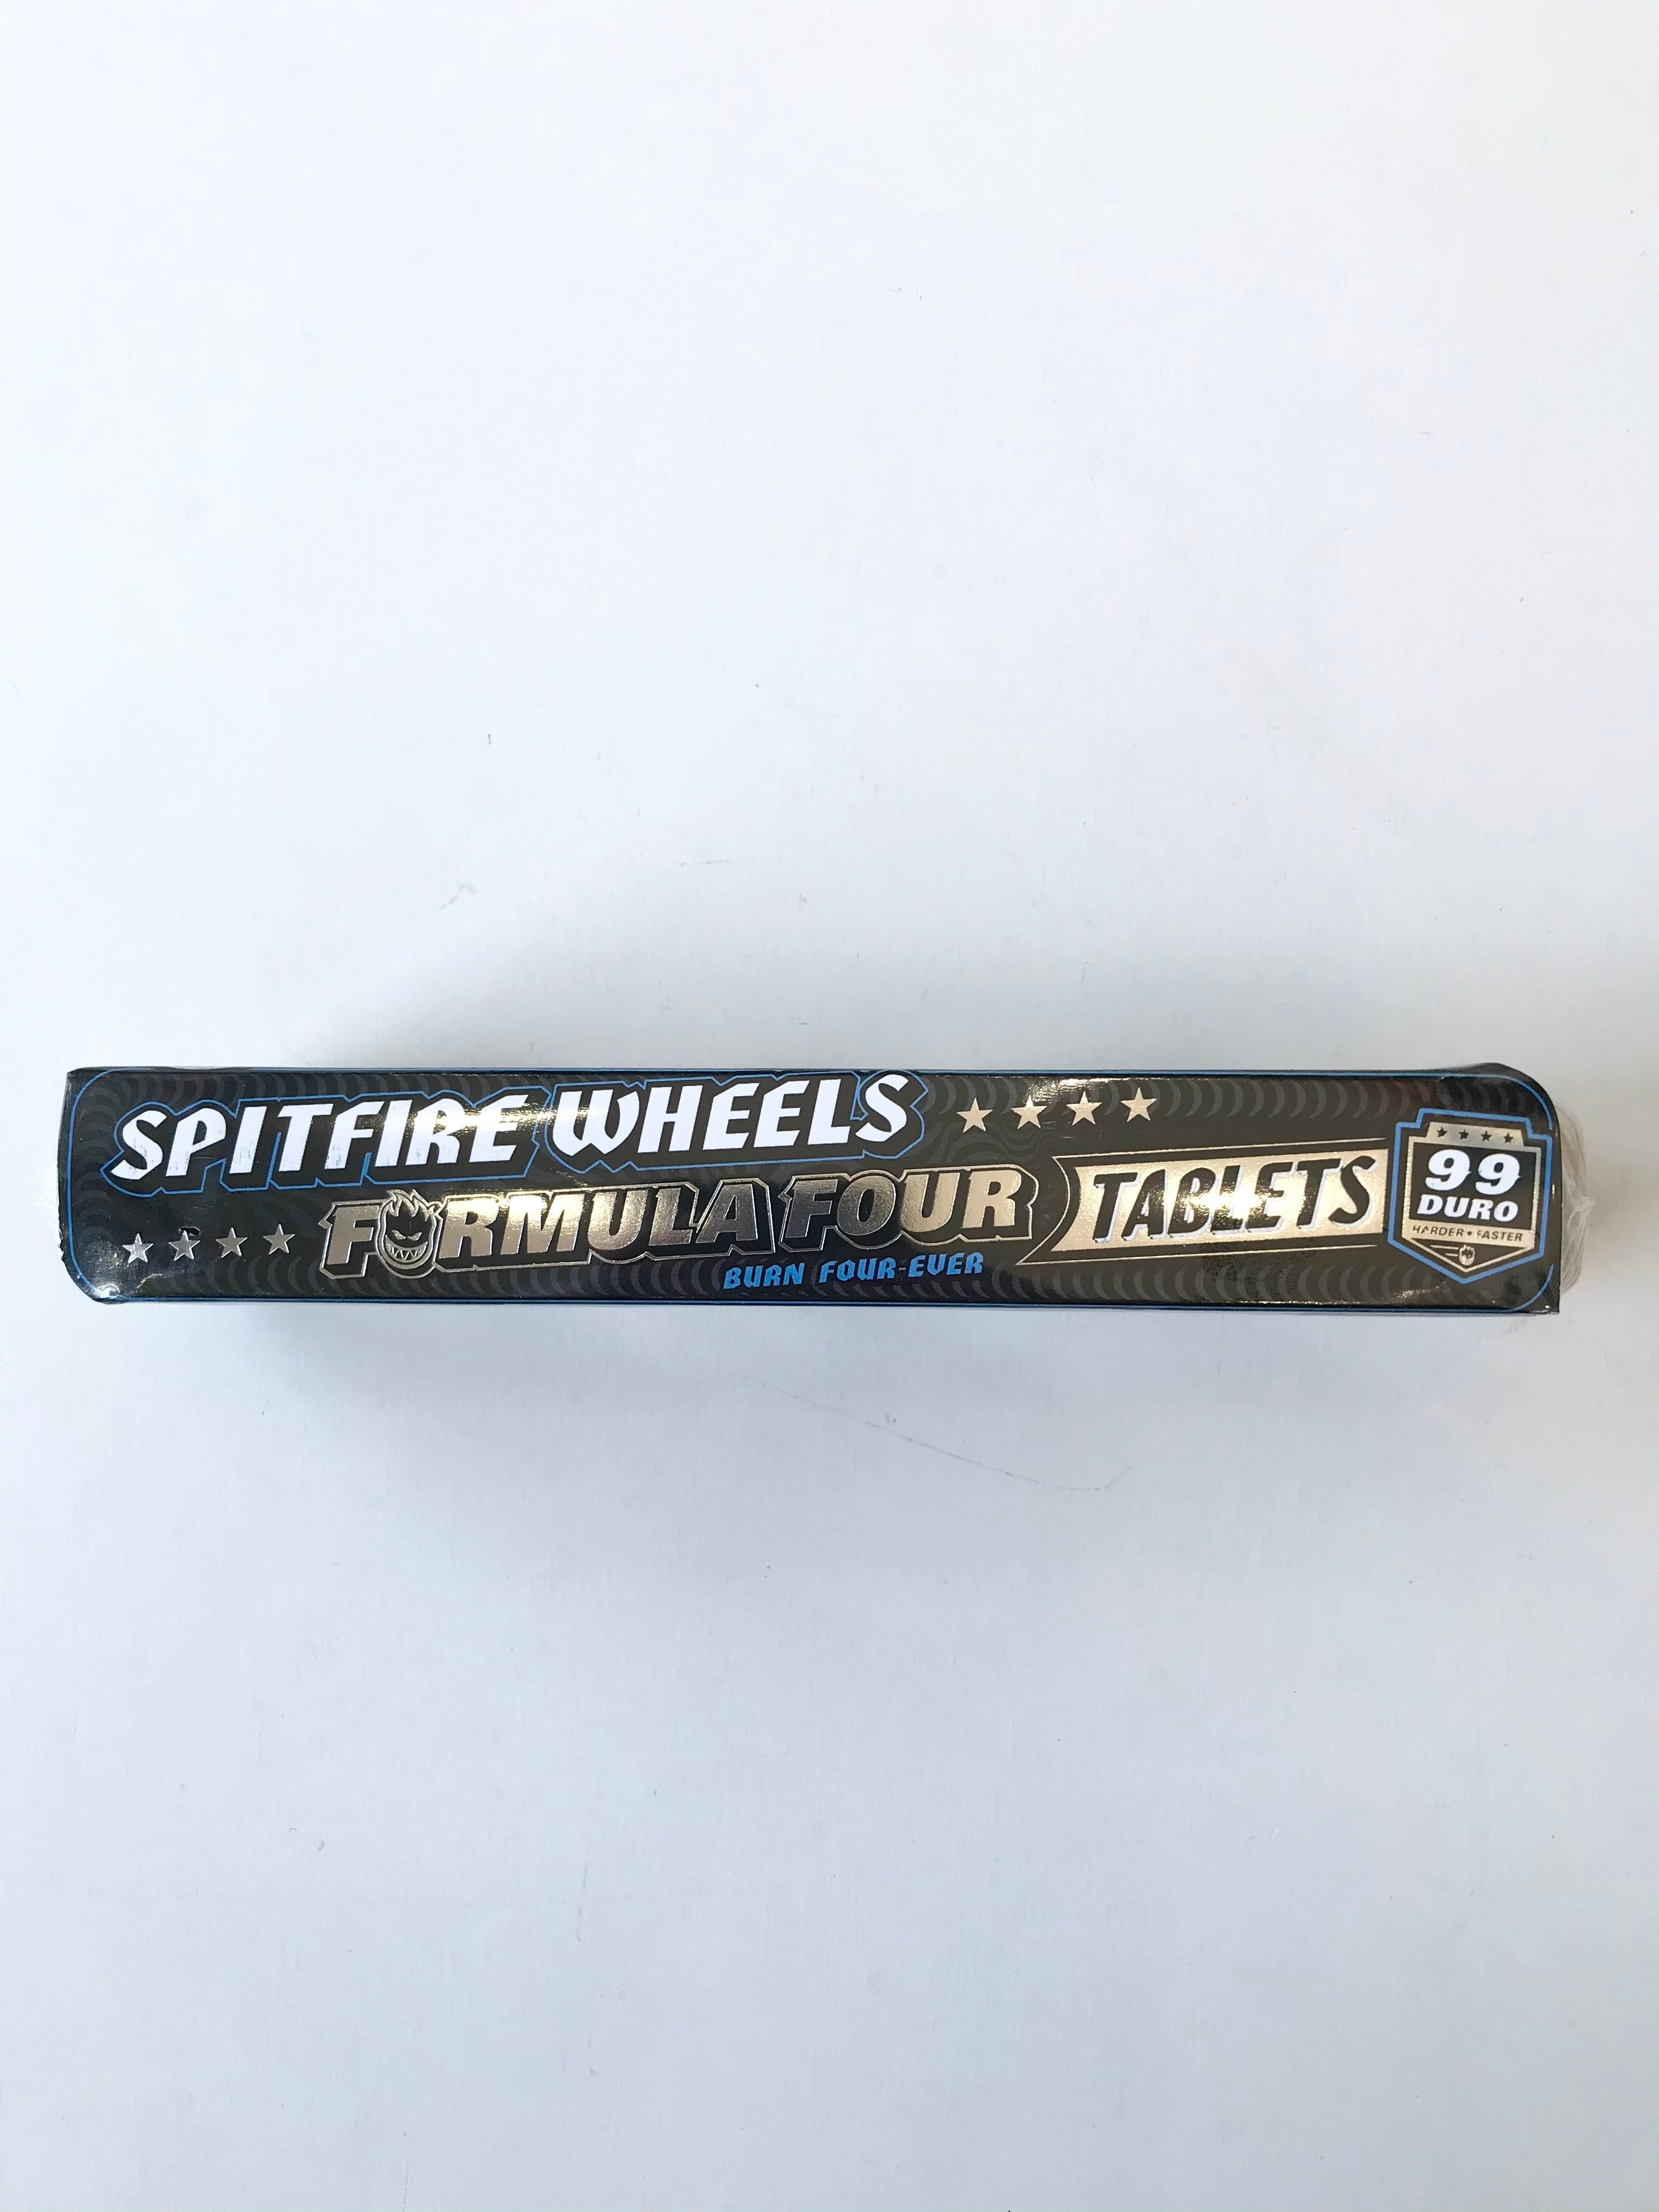 SPITFIRE WHEELS
FORMULA FOUR
TABLETS
BURN FOUR-EVER
99
DURO
HARDER★FASTER